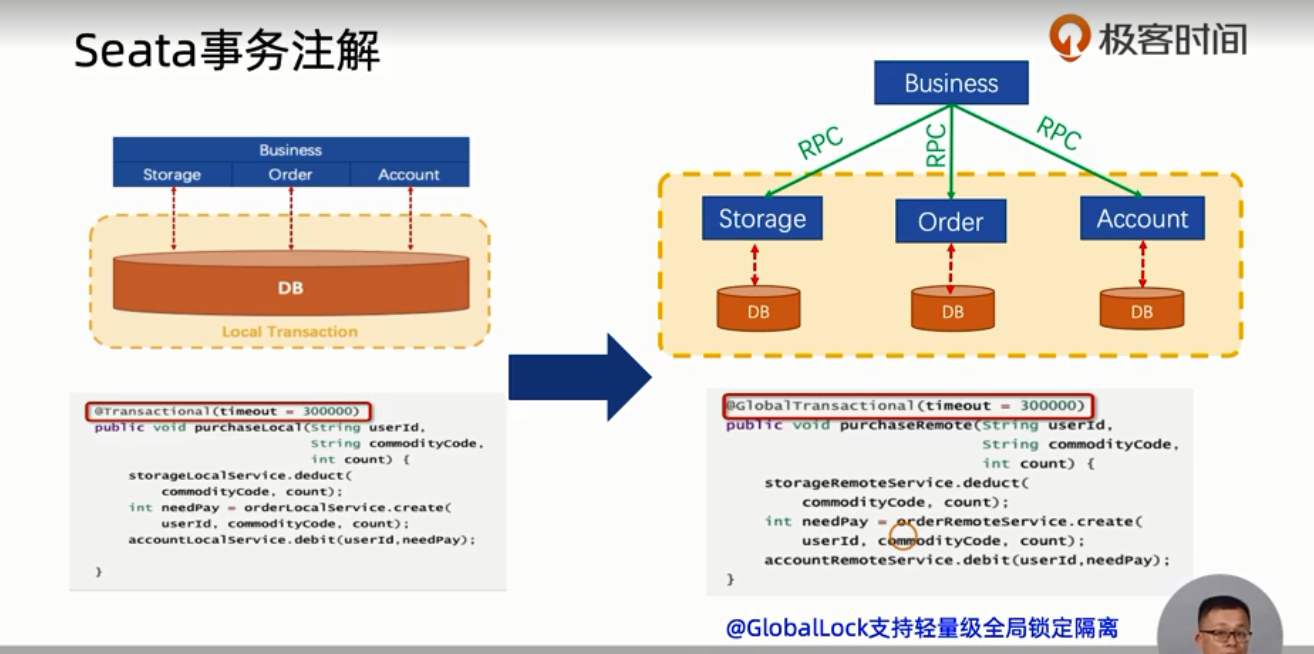 Seata事务注解
极客时间
Business
Storage
Order
Account
DB
Local Transaction
@Transactional(timeout = 300000)
public void purchaseLocal(String userId,
String commodityCode,
int count) {
storageLocalService.deduct(
commodityCode, count);
int needPay = orderLocalService.create(
userId, commodityCode, count);
accountLocalService.debit(userId,needPay);
}
Business
RPC
RPC
RPC
Storage
Order
Account
DB
DB
DB
@GlobalTransactional(timeout = 300000)
public void purchaseRemote(String userId,
String commodityCode,
int count) {
storageRemoteService.deduct(
commodityCode, count);
int needPay = orderRemoteService.create(
userId, commodityCode, count);
accountRemoteService.debit(userId,needPay);
}
@GlobalLock支持轻量级全局锁定隔离